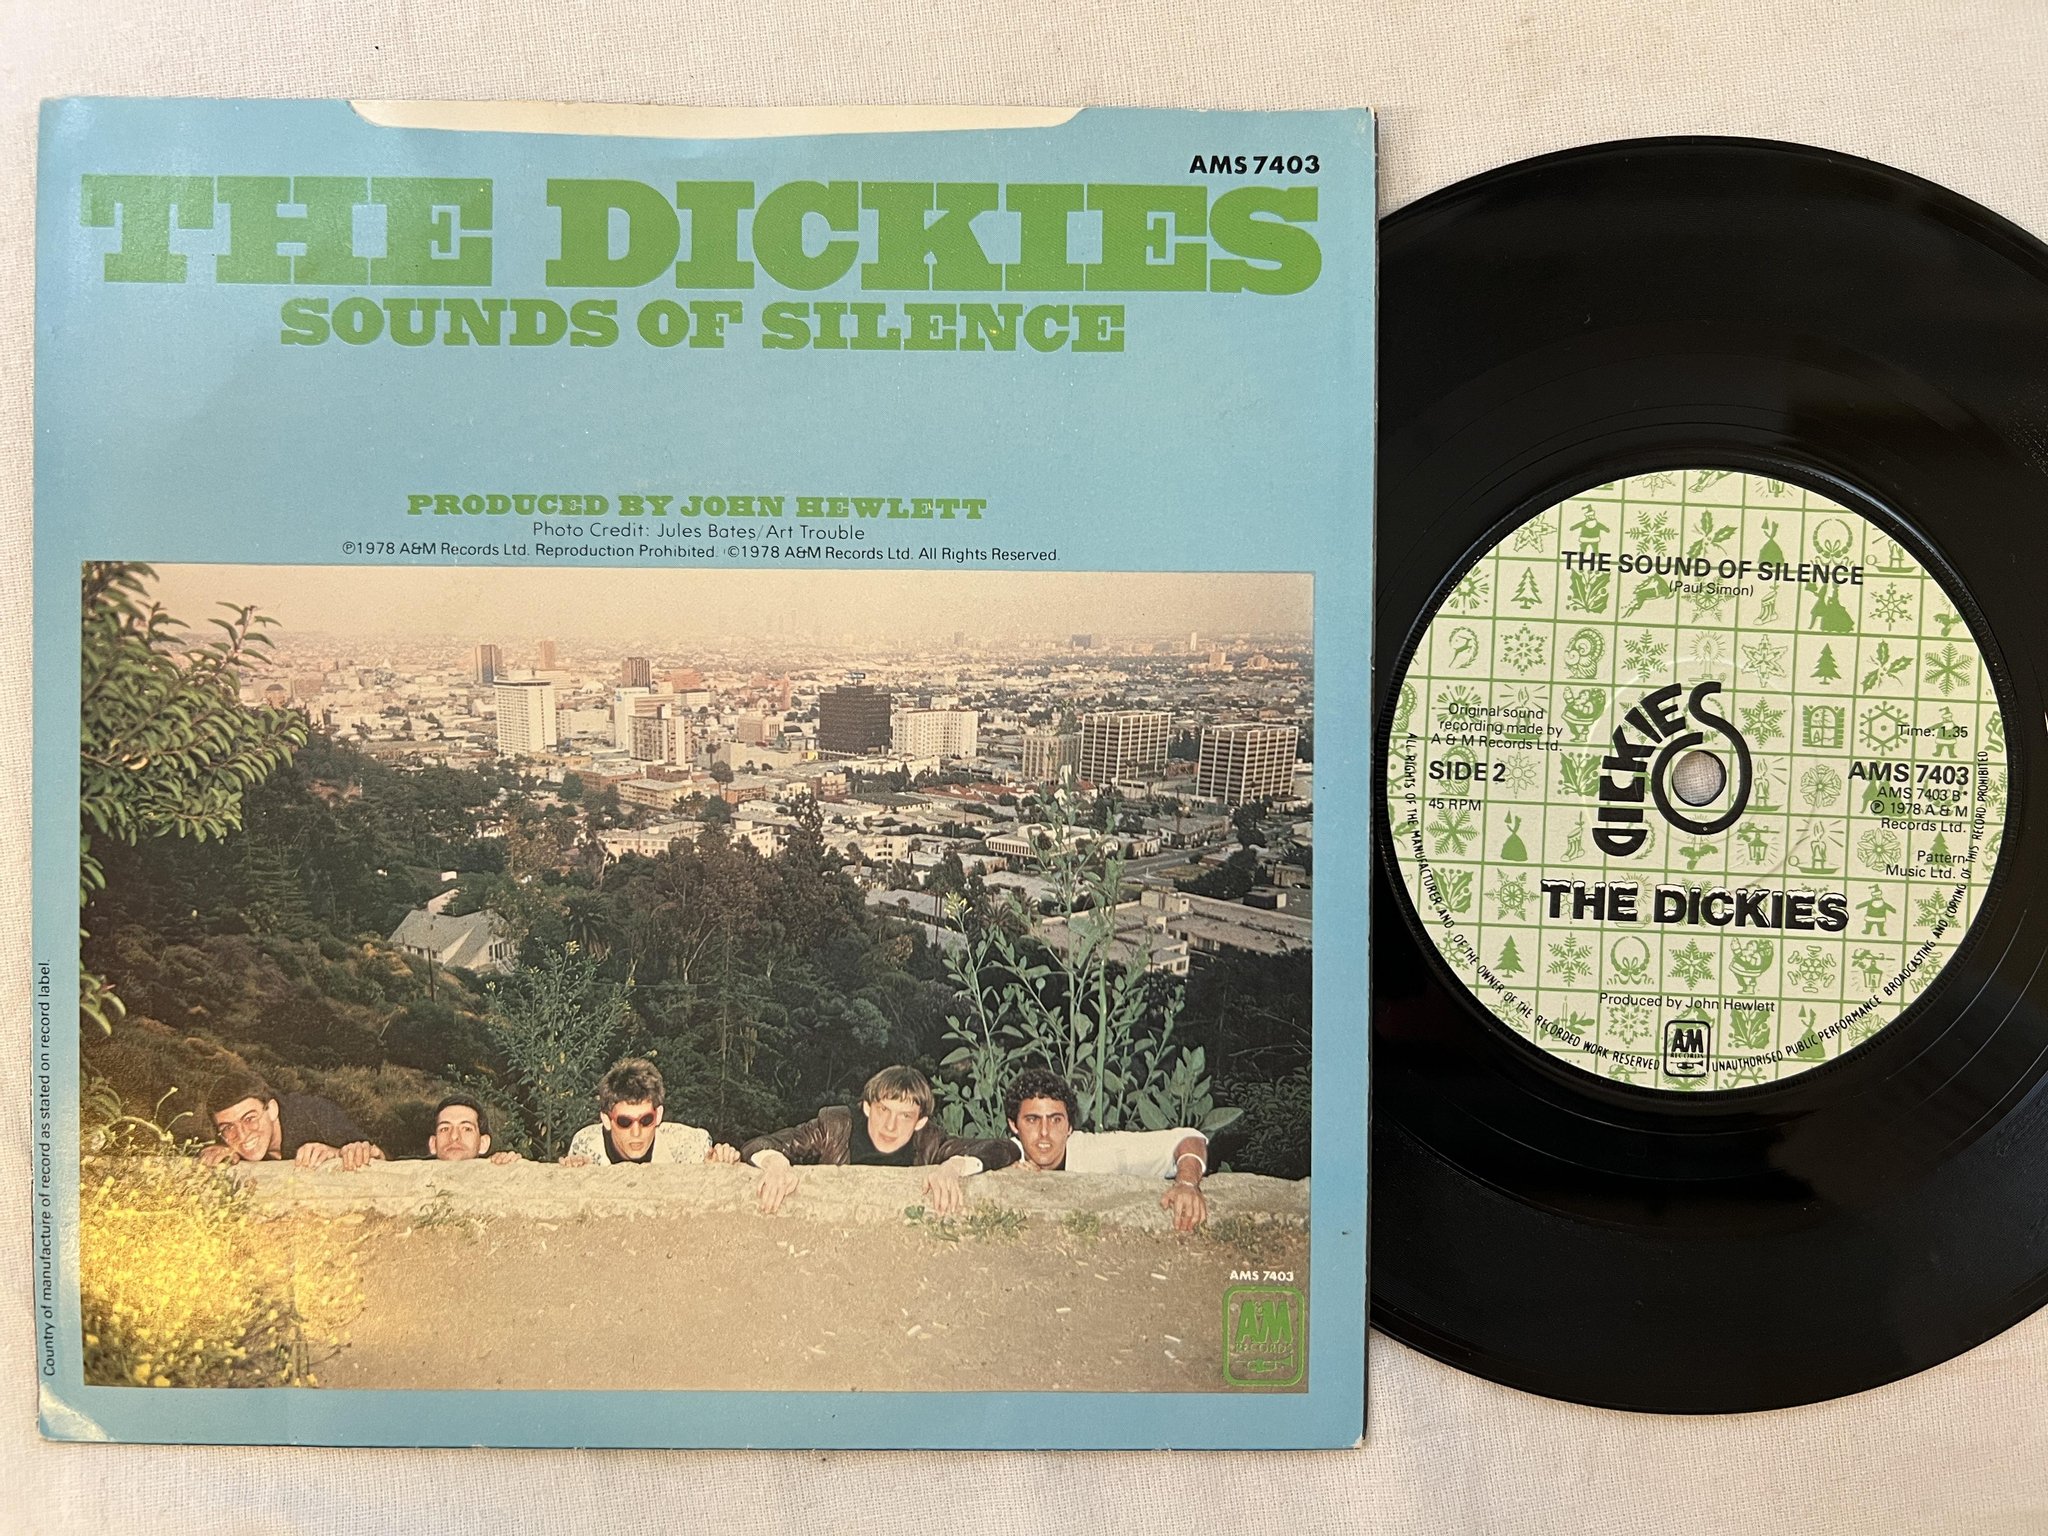 AMS 7403
THE DICKIES
SOUNDS OF SILENCE
PRODUCED BY JOHN HEWLETT
Photo Credit: Jules Bates/Art Trouble
℗1978 A&M Records Ltd. Reproduction Prohibited. ©1978 A&M Records Ltd. All Rights Reserved.
Country of manufacture of record as stated on record label.
AMS 7403
A&M
RECORDS
THE SOUND OF SILENCE
(Paul Simon)
Original sound
recording made by
A & M Records Ltd.
SIDE 2
45 RPM
DICKIES
Time: 1.35
AMS 7403
AMS 7403 B*
℗ 1978 A & M
Records Ltd.
Pattern
Music Ltd.
THE DICKIES
Produced by John Hewlett
A&M
RECORDS
ALL RIGHTS OF THE MANUFACTURER AND OF THE OWNER OF THE RECORDED WORK RESERVED UNAUTHORISED PUBLIC PERFORMANCE BROADCASTING AND COPYING OF THIS RECORD PROHIBITED